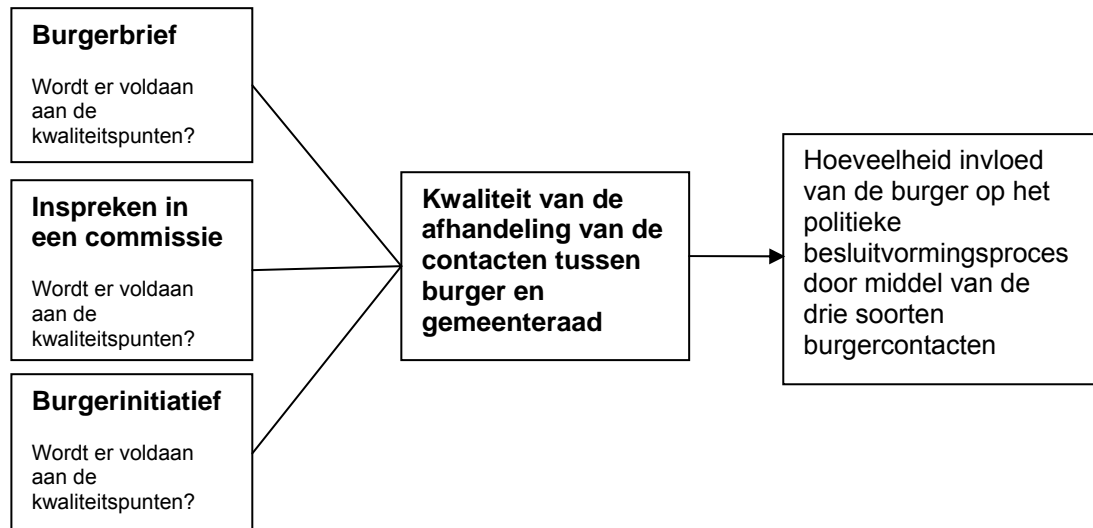 Burgerbrief
Wordt er voldaan
aan de
kwaliteitspunten?
Inspreken in
een commissie
Wordt er voldaan
aan de
kwaliteitspunten?
Burgerinitiatief
Wordt er voldaan
aan de
kwaliteitspunten?
Kwaliteit van de
afhandeling van de
contacten tussen
burger en
gemeenteraad
Hoeveelheid invloed
van de burger op het
politieke
besluitvormingsproces
door middel van de
drie soorten
burgercontacten